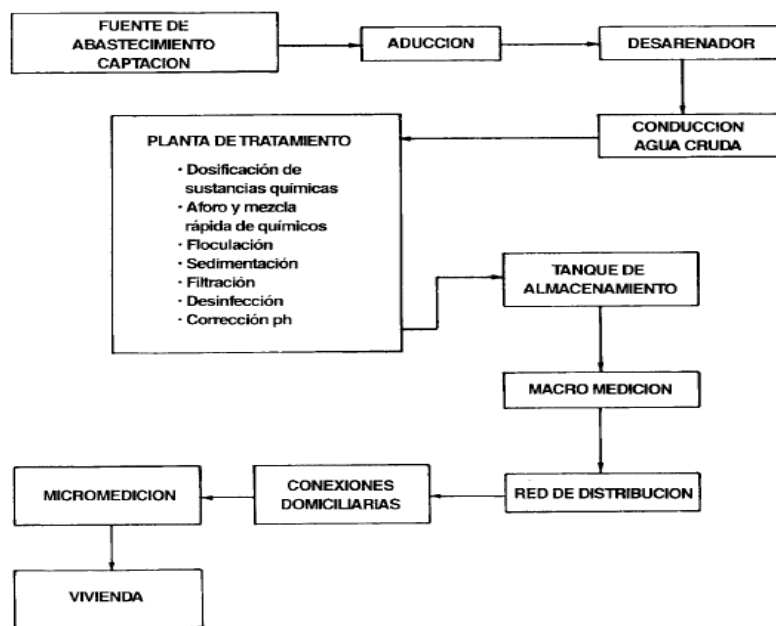 FUENTE DE
ABASTECIMIENTO
CAPTACION
ADUCCION
DESARENADOR
CONDUCCION
AGUA CRUDA
PLANTA DE TRATAMIENTO
· Dosificación de
sustancias químicas
· Aforo y mezcla
rápida de químicos
· Floculación
· Sedimentación
· Filtración
· Desinfección
· Corrección ph
TANQUE DE
ALMACENAMIENTO
MACRO MEDICION
RED DE DISTRIBUCION
CONEXIONES
DOMICILIARIAS
MICROMEDICION
VIVIENDA